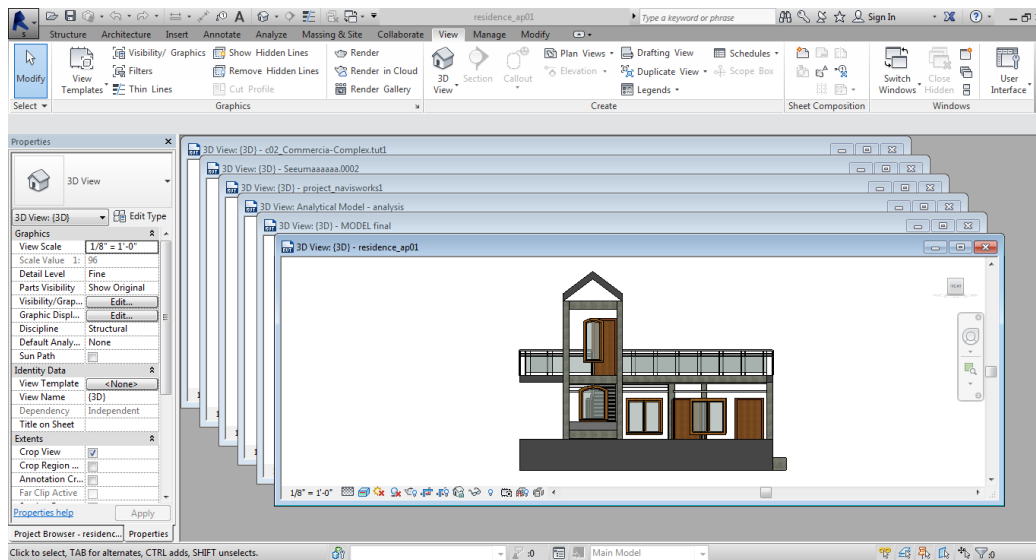 residence_ap01
Type a keyword or phrase
Sign In
S
Structure Architecture Insert Annotate Analyze Massing & Site Collaborate View Manage Modify
Modify
View Templates
Visibility/ Graphics
Filters
Thin Lines
Show Hidden Lines
Remove Hidden Lines
Cut Profile
Render
Render in Cloud
Render Gallery
3D View
Section
Callout
Plan Views
Elevation
Drafting View
Duplicate View
Legends
Schedules
Scope Box
Switch Windows
Close Hidden
User Interface
Select
Graphics
Create
Sheet Composition
Windows
Properties
3D View
3D View: {3D}
Edit Type
Graphics
View Scale 1/8" = 1'-0"
Scale Value 1: 96
Detail Level Fine
Parts Visibility Show Original
Visibility/Grap... Edit...
Graphic Displ... Edit...
Discipline Structural
Default Analy... None
Sun Path
Identity Data
View Template <None>
View Name {3D}
Dependency Independent
Title on Sheet
Extents
Crop View
Crop Region ...
Annotation Cr...
Far Clip Active
Properties help
Apply
Project Browser - residenc...
Properties
3D View: {3D} - c02_Commercia-Complex.tut1
3D View: {3D} - Seeumaaaaaa.0002
3D View: {3D} - project_navisworks1
3D View: Analytical Model - analysis
3D View: {3D} - MODEL final
3D View: {3D} - residence_ap01
1/8" = 1'-0"
Click to select, TAB for alternates, CTRL adds, SHIFT unselects.
:0
Main Model
:0